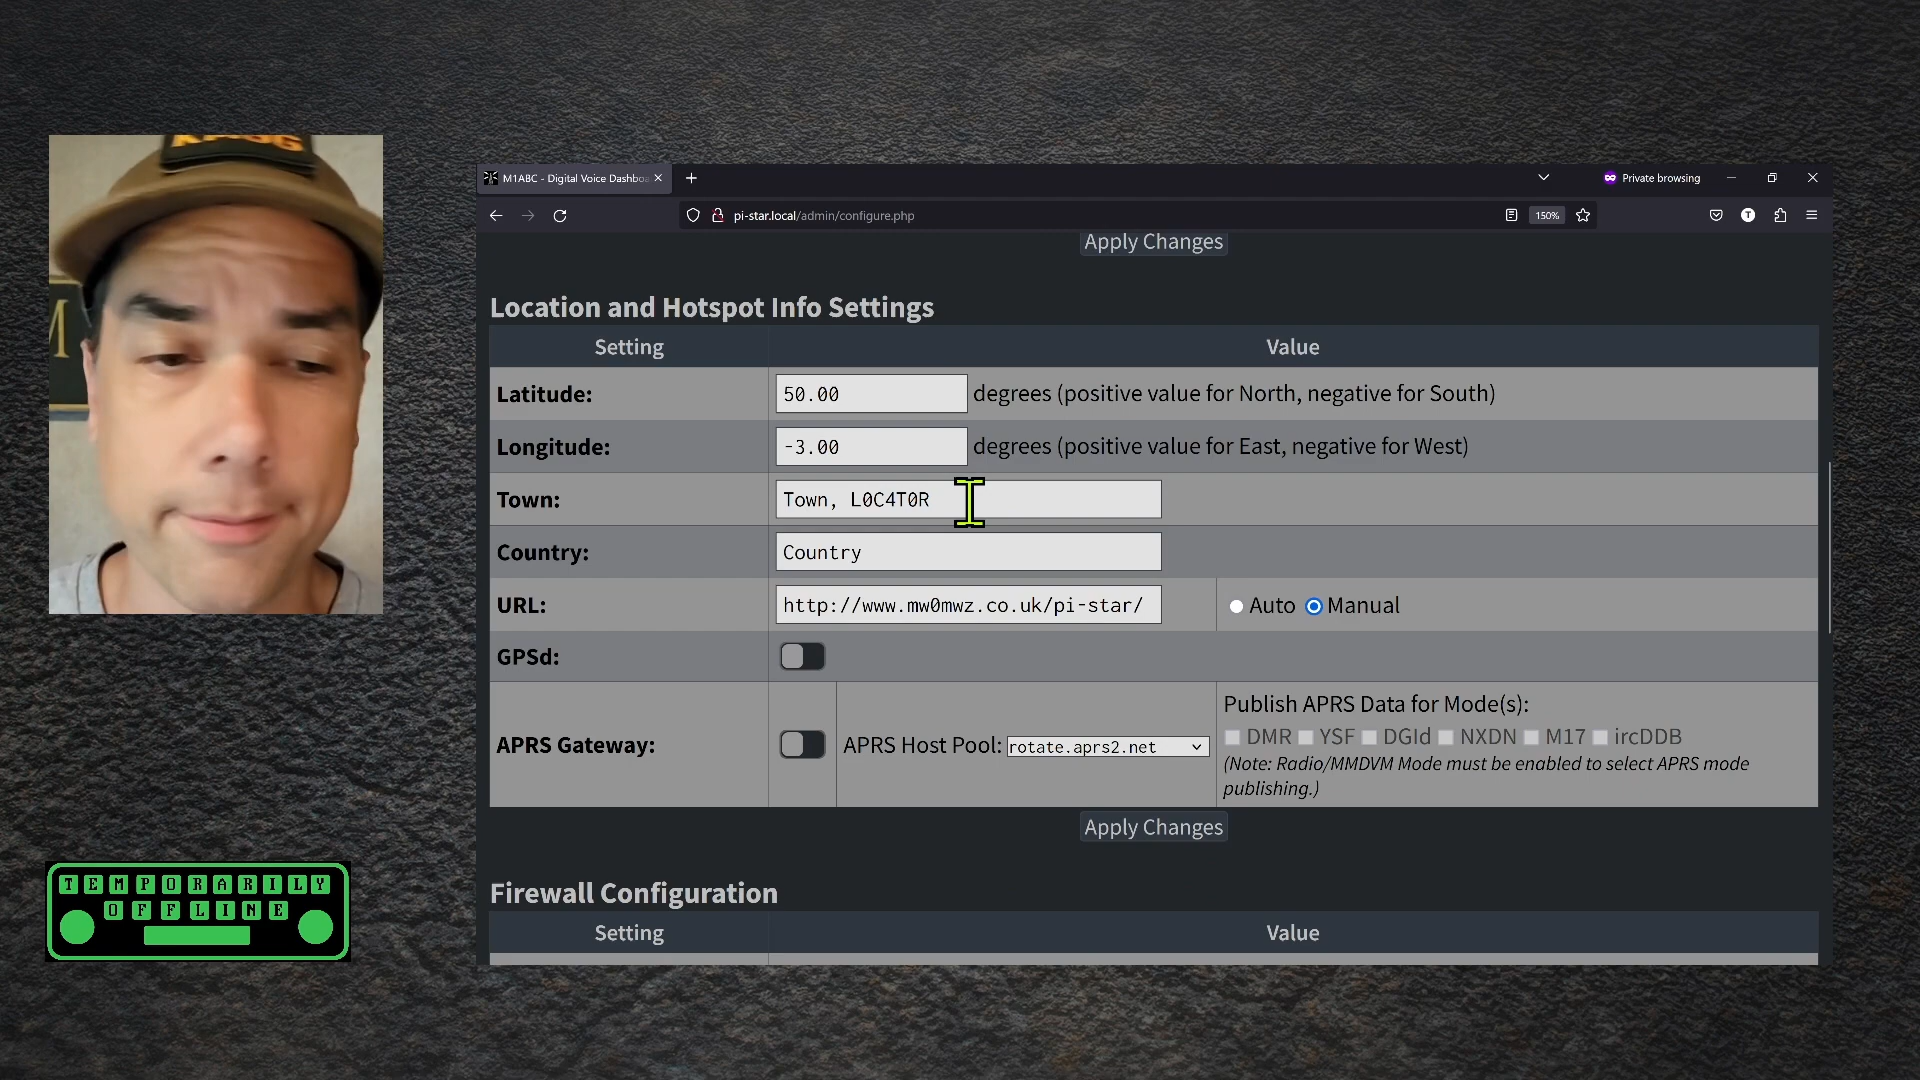 M1ABC - Digital Voice Dashboa
Private browsing
pi-star.local/admin/configure.php
150%
T
Apply Changes
Location and Hotspot Info Settings
Setting Value
Latitude: 50.00 degrees (positive value for North, negative for South)
Longitude: -3.00 degrees (positive value for East, negative for West)
Town: Town, L0C4T0R
Country: Country
URL: http://www.mw0mwz.co.uk/pi-star/ Auto Manual
GPSd:
APRS Gateway: APRS Host Pool: rotate.aprs2.net
Publish APRS Data for Mode(s):
DMR YSF DGId NXDN M17 ircDDB
(Note: Radio/MMDVM Mode must be enabled to select APRS mode
publishing.)
Apply Changes
Firewall Configuration
Setting Value
TEMPORARILY
OFFLINE